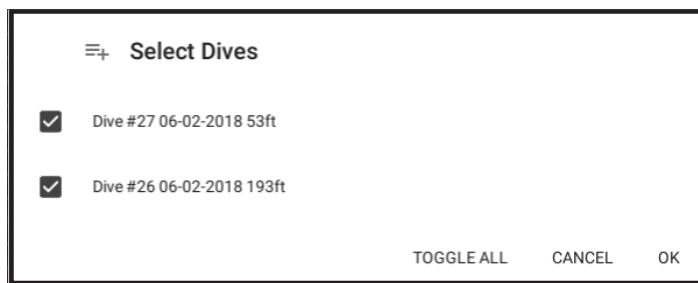 Select Dives
Dive #27 06-02-2018 53ft
Dive #26 06-02-2018 193ft
TOGGLE ALL CANCEL OK